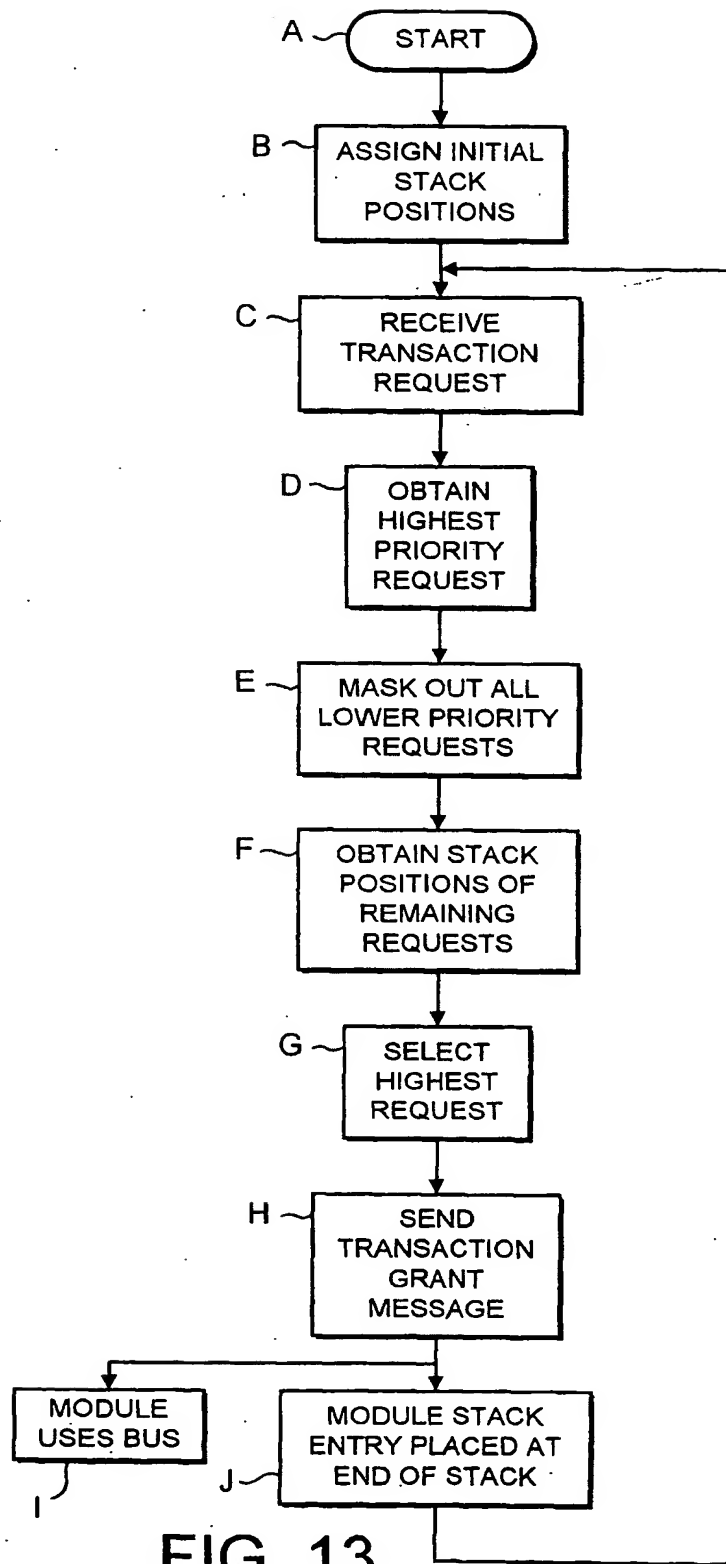 A
START
B
ASSIGN INITIAL
STACK
POSITIONS
C
RECEIVE
TRANSACTION
REQUEST
D
OBTAIN
HIGHEST
PRIORITY
REQUEST
E
MASK OUT ALL
LOWER PRIORITY
REQUESTS
F
OBTAIN STACK
POSITIONS OF
REMAINING
REQUESTS
G
SELECT
HIGHEST
REQUEST
H
SEND
TRANSACTION
GRANT
MESSAGE
MODULE
USES BUS
I
MODULE STACK
ENTRY PLACED AT
END OF STACK
J
FIG. 13